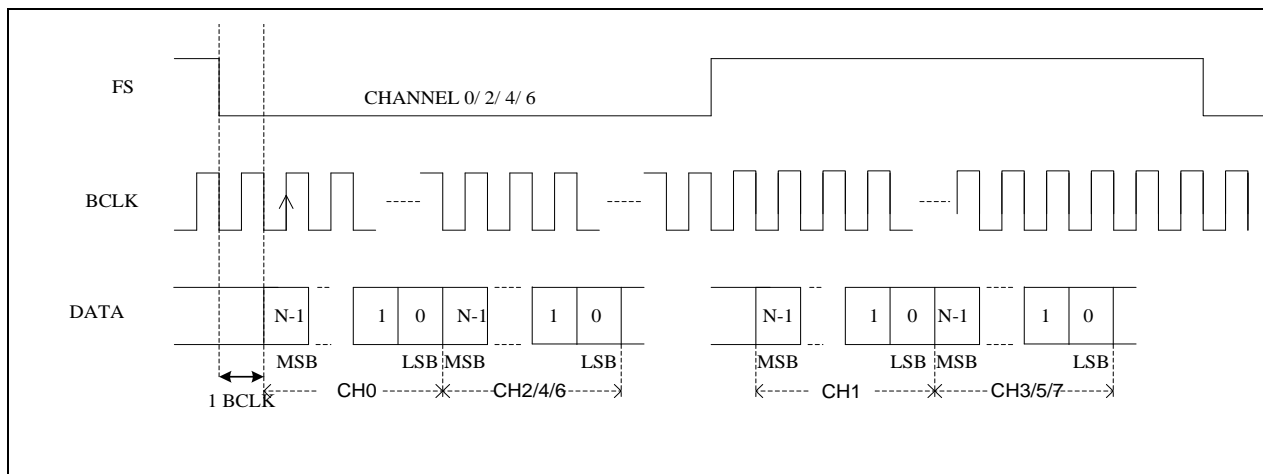 FS
CHANNEL 0/ 2/ 4/ 6
BCLK
DATA
N-1 1 0 N-1 1 0 N-1 1 0 N-1 1 0
MSB LSB MSB LSB MSB LSB MSB LSB
1 BCLK
CH0 CH2/4/6 CH1 CH3/5/7